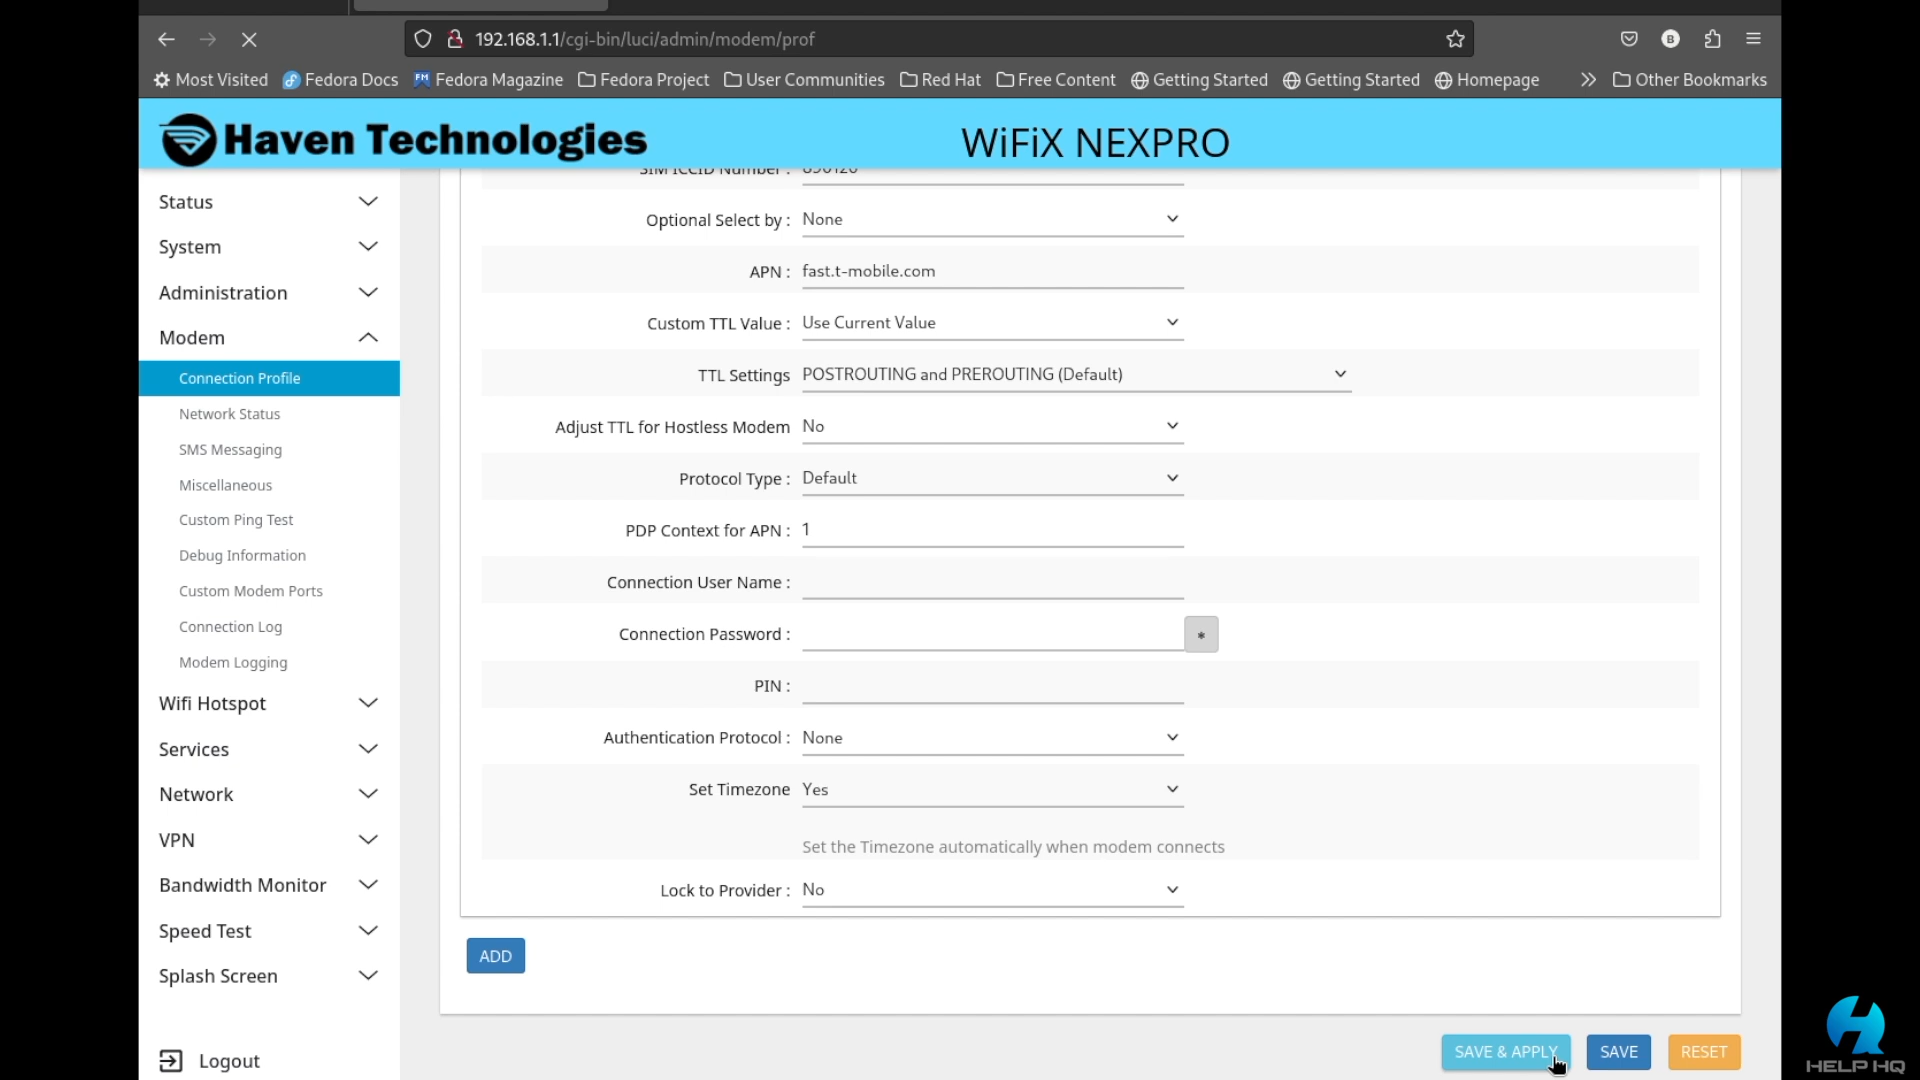 192.168.1.1/cgi-bin/luci/admin/modem/prof
B
Most Visited Fedora Docs FM Fedora Magazine Fedora Project User Communities Red Hat Free Content Getting Started Getting Started Homepage Other Bookmarks
Haven Technologies WiFiX NEXPRO
Status
System
Administration
Modem
Connection Profile
Network Status
SMS Messaging
Miscellaneous
Custom Ping Test
Debug Information
Custom Modem Ports
Connection Log
Modem Logging
Wifi Hotspot
Services
Network
VPN
Bandwidth Monitor
Speed Test
Splash Screen
Logout
SIM ICCID Number : 890126
Optional Select by : None
APN : fast.t-mobile.com
Custom TTL Value : Use Current Value
TTL Settings POSTROUTING and PREROUTING (Default)
Adjust TTL for Hostless Modem No
Protocol Type : Default
PDP Context for APN : 1
Connection User Name :
Connection Password : *
PIN :
Authentication Protocol : None
Set Timezone Yes
Set the Timezone automatically when modem connects
Lock to Provider : No
ADD
SAVE & APPLY SAVE RESET
HELP HQ